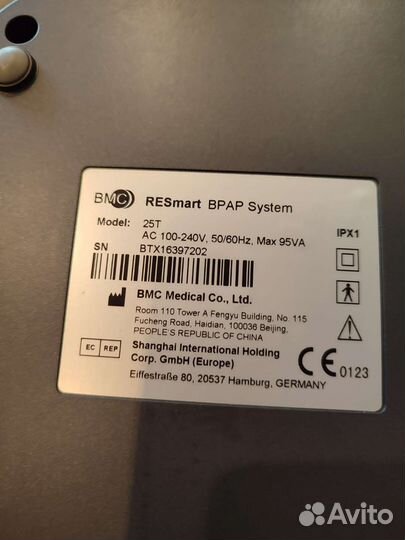 BMC RESmart BPAP System
Model: 25T
AC 100-240V, 50/60Hz, Max 95VA
IPX1
SN BTX16397202
BMC Medical Co., Ltd.
Room 110 Tower A Fengyu Building, No. 115
Fucheng Road, Haidian, 100036 Beijing,
PEOPLE'S REPUBLIC OF CHINA
EC REP Shanghai International Holding
Corp. GmbH (Europe)
Eiffestraße 80, 20537 Hamburg, GERMANY
CE 0123
Avito